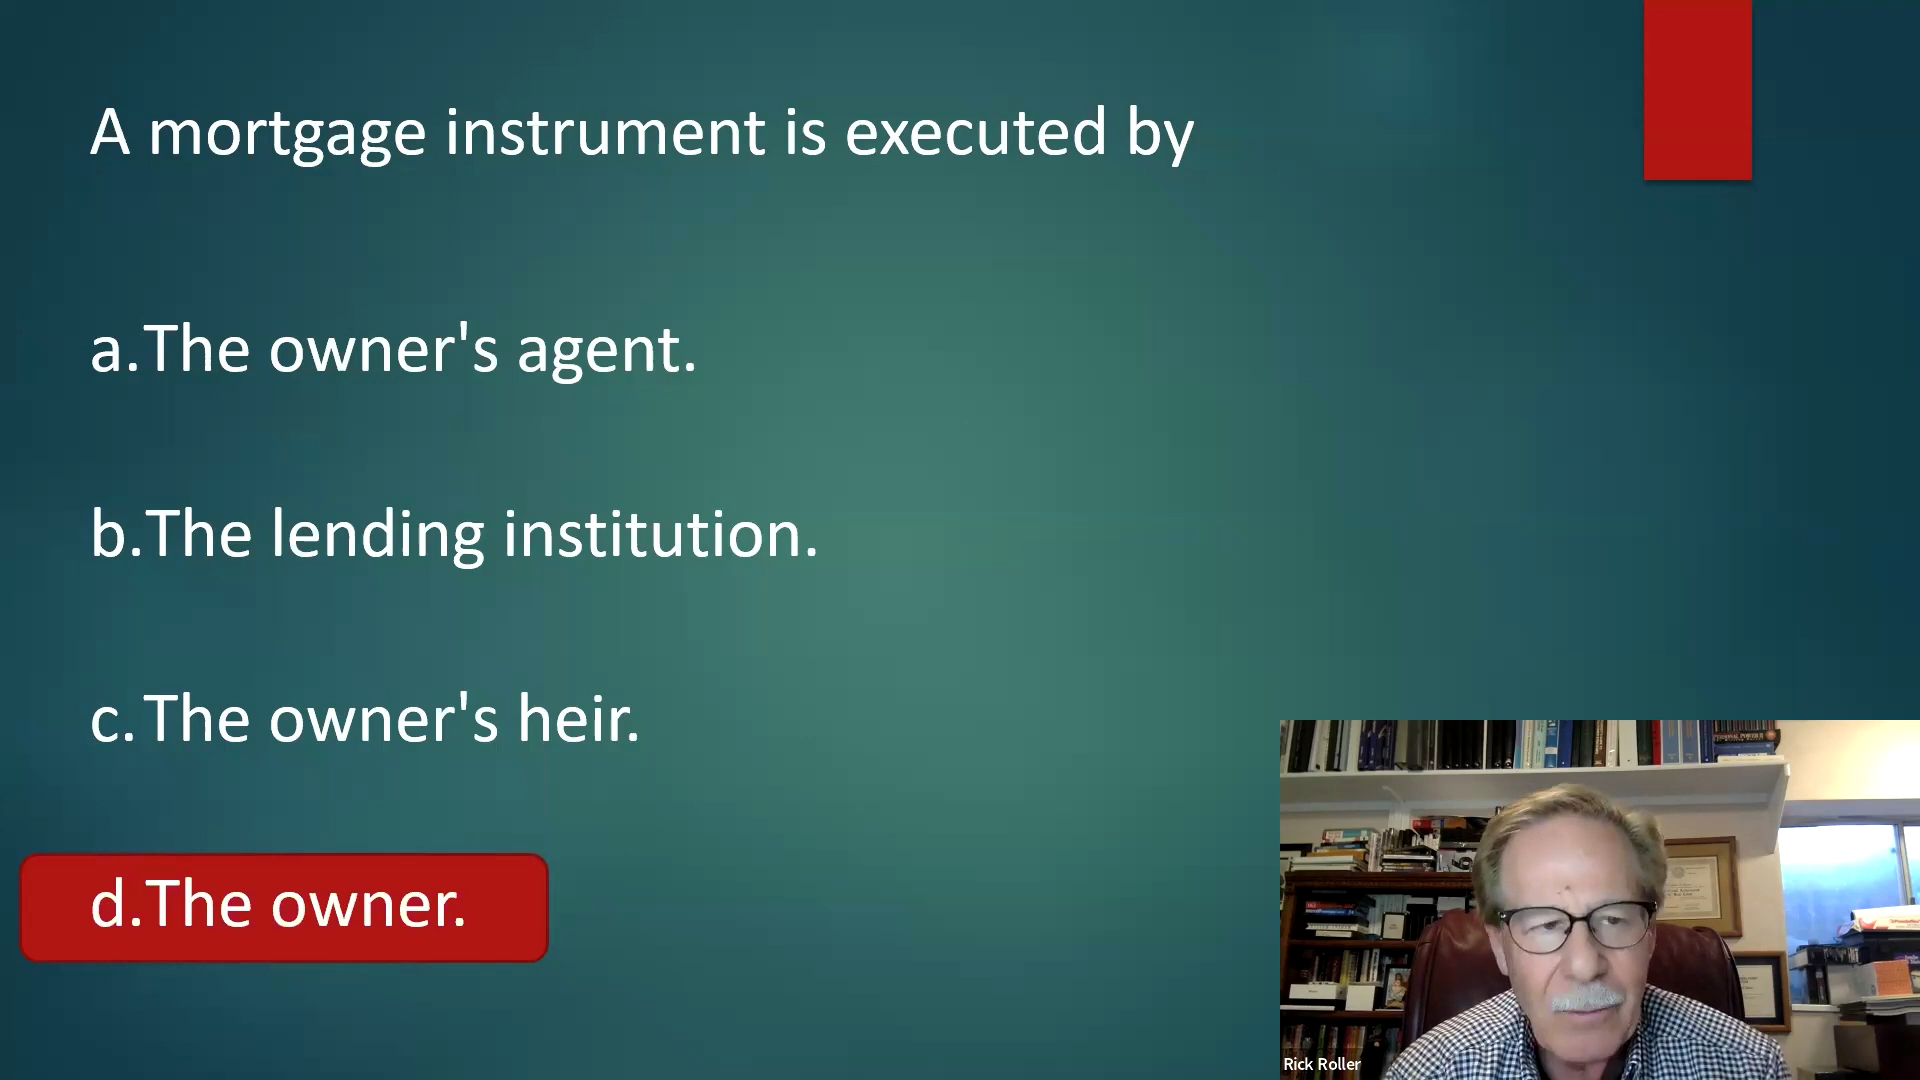 A mortgage instrument is executed by
a.The owner's agent.
b.The lending institution.
c.The owner's heir.
d.The owner.
Rick Roller